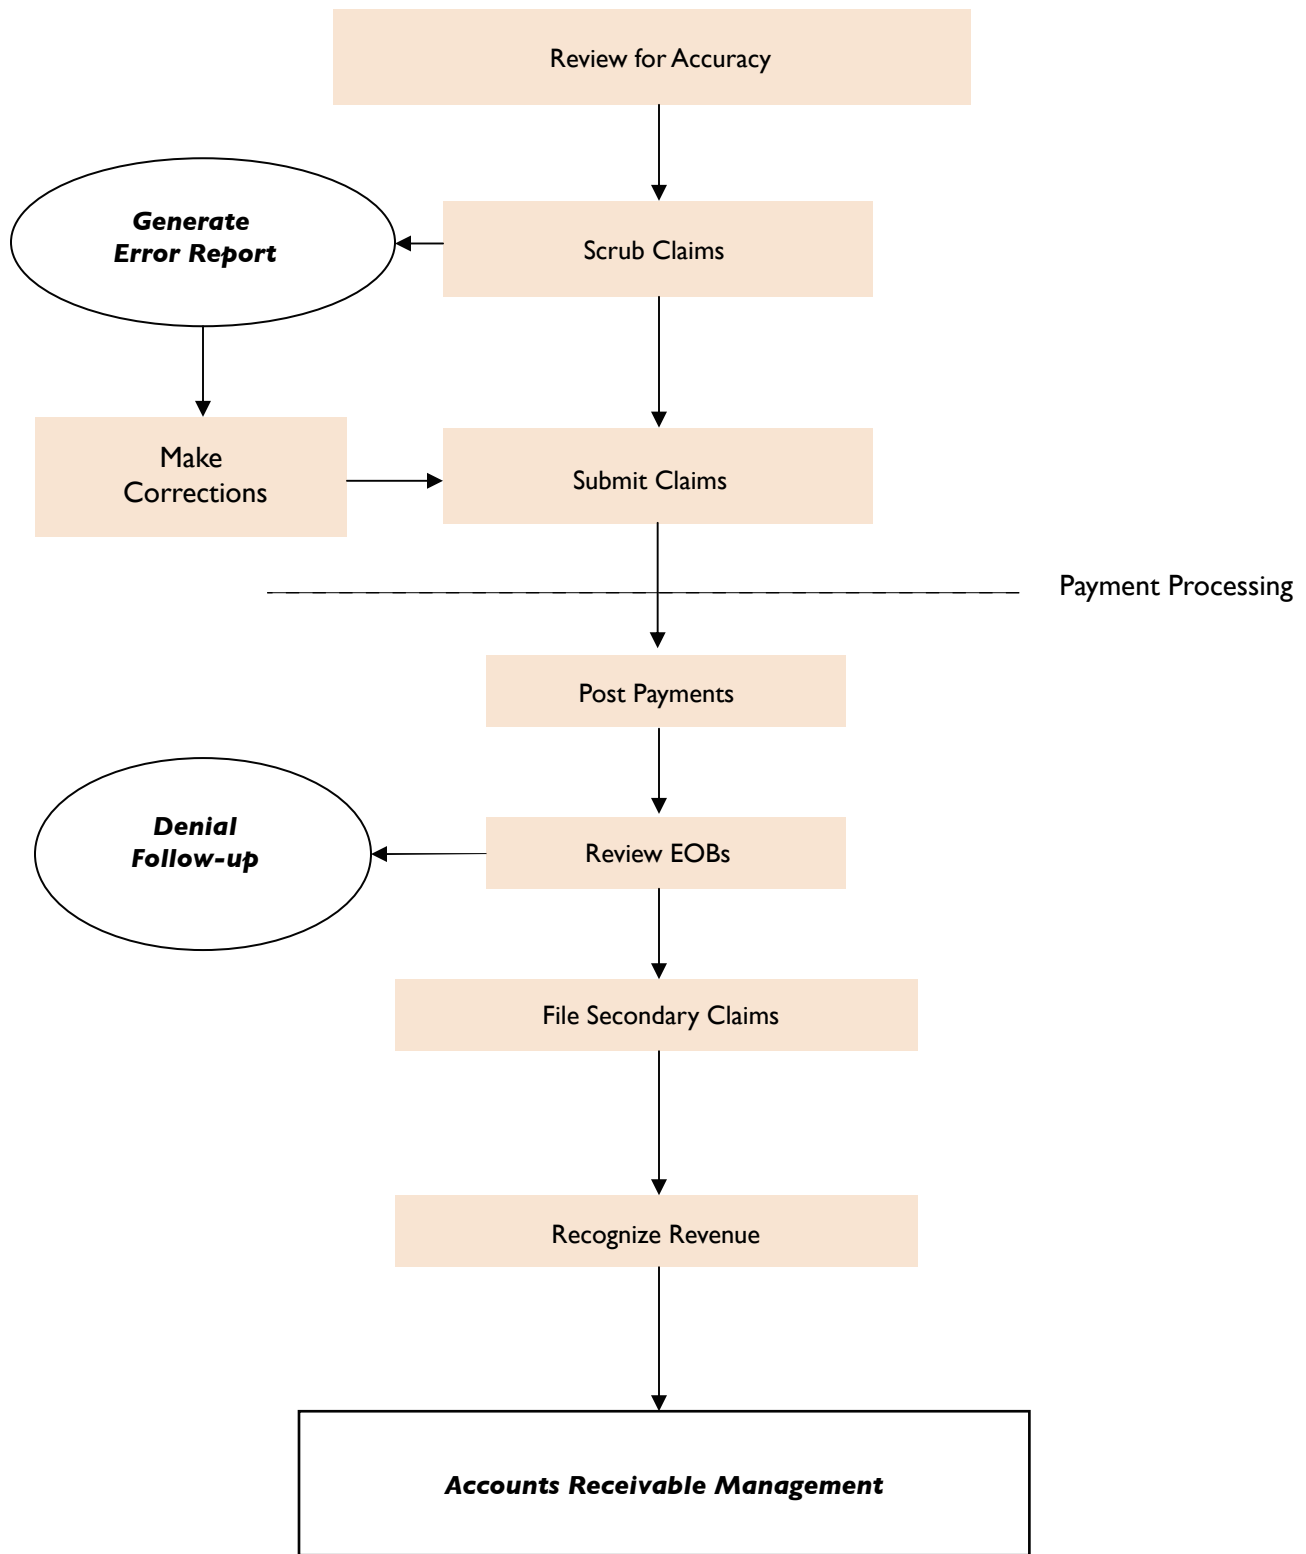 Review for Accuracy
Generate
Error Report
Scrub Claims
Make
Corrections
Submit Claims
Payment Processing
Post Payments
Denial
Follow-up
Review EOBs
File Secondary Claims
Recognize Revenue
Accounts Receivable Management